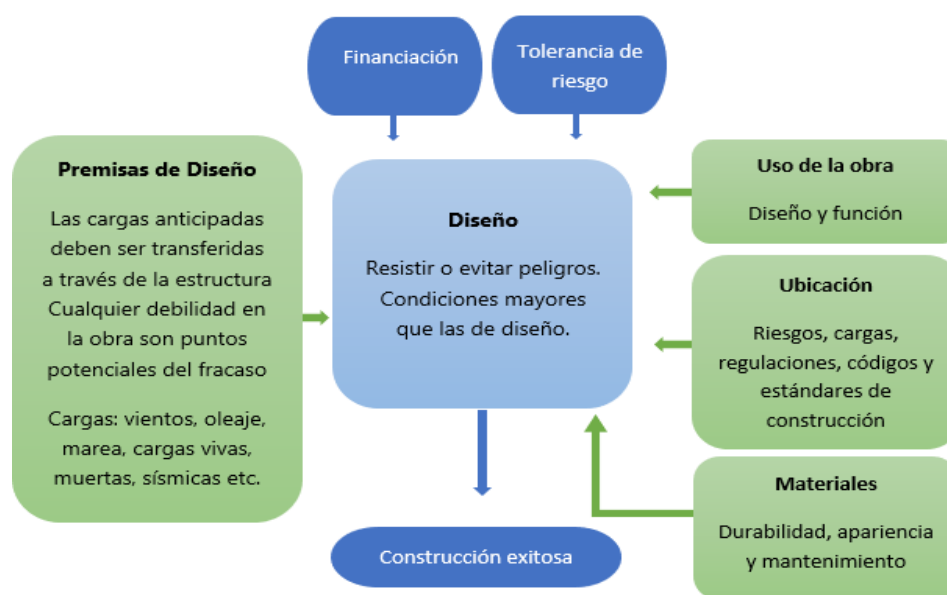 Financiación
Tolerancia de
riesgo
Premisas de Diseño
Las cargas anticipadas
deben ser transferidas
a través de la estructura
Cualquier debilidad en
la obra son puntos
potenciales del fracaso
Cargas: vientos, oleaje,
marea, cargas vivas,
muertas, sísmicas etc.
Diseño
Resistir o evitar peligros.
Condiciones mayores
que las de diseño.
Uso de la obra
Diseño y función
Ubicación
Riesgos, cargas,
regulaciones, códigos y
estándares de
construcción
Materiales
Durabilidad, apariencia
y mantenimiento
Construcción exitosa